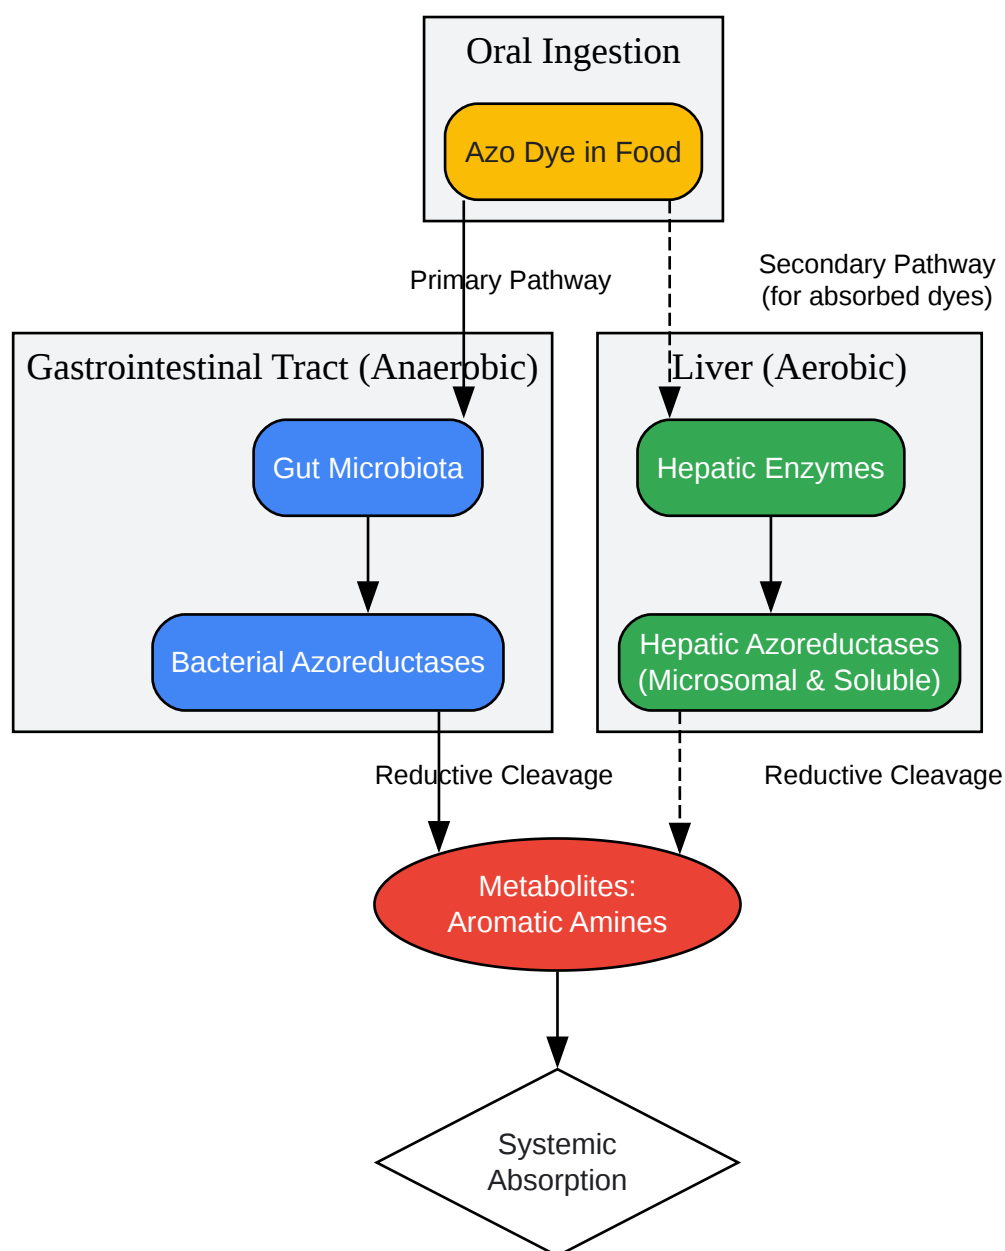 Oral Ingestion
Azo Dye in Food
Primary Pathway
Secondary Pathway
(for absorbed dyes)
Gastrointestinal Tract (Anaerobic)
Liver (Aerobic)
Gut Microbiota
Hepatic Enzymes
Bacterial Azoreductases
Hepatic Azoreductases
(Microsomal & Soluble)
Reductive Cleavage
Reductive Cleavage
Metabolites:
Aromatic Amines
Systemic
Absorption